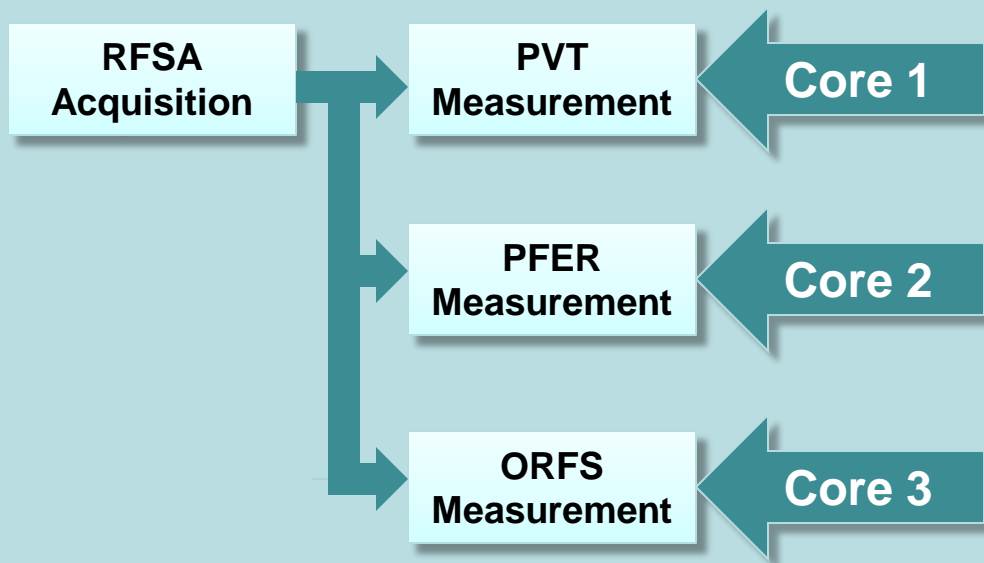 RFSA
Acquisition
PVT
Measurement
Core 1
PFER
Measurement
Core 2
ORFS
Measurement
Core 3